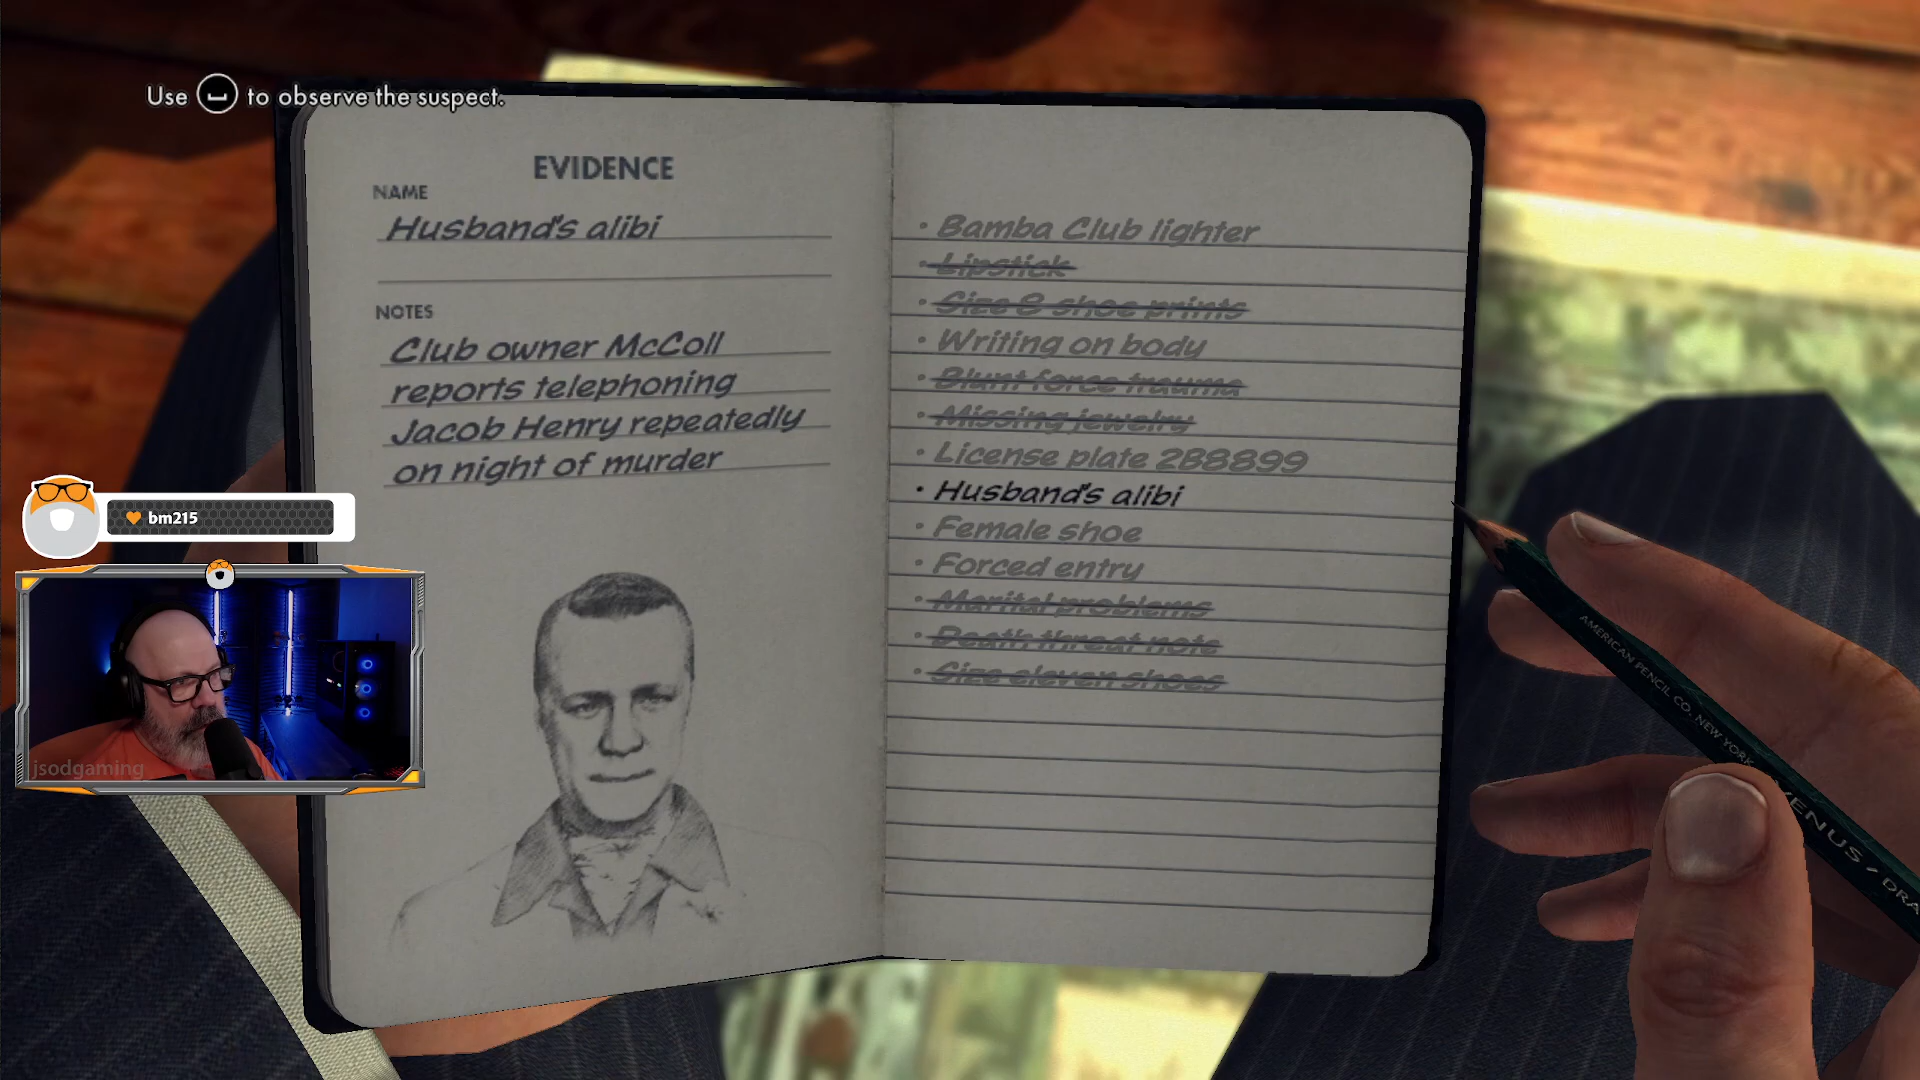 Use to observe the suspect.
EVIDENCE
NAME
Husband's alibi
NOTES
Club owner McColl
reports telephoning
Jacob Henry repeatedly
on night of murder
• Bamba Club lighter
• Lipstick
• Size 8 shoe prints
• Writing on body
• Blunt force trauma
• Missing jewelry
• License plate 2B8899
• Husband's alibi
• Female shoe
• Forced entry
• Marital problems
• Death threat note
• Size eleven shoes
bm215
jsodgaming
AMERICAN PENCIL CO. NEW YORK
VENUS / DRA